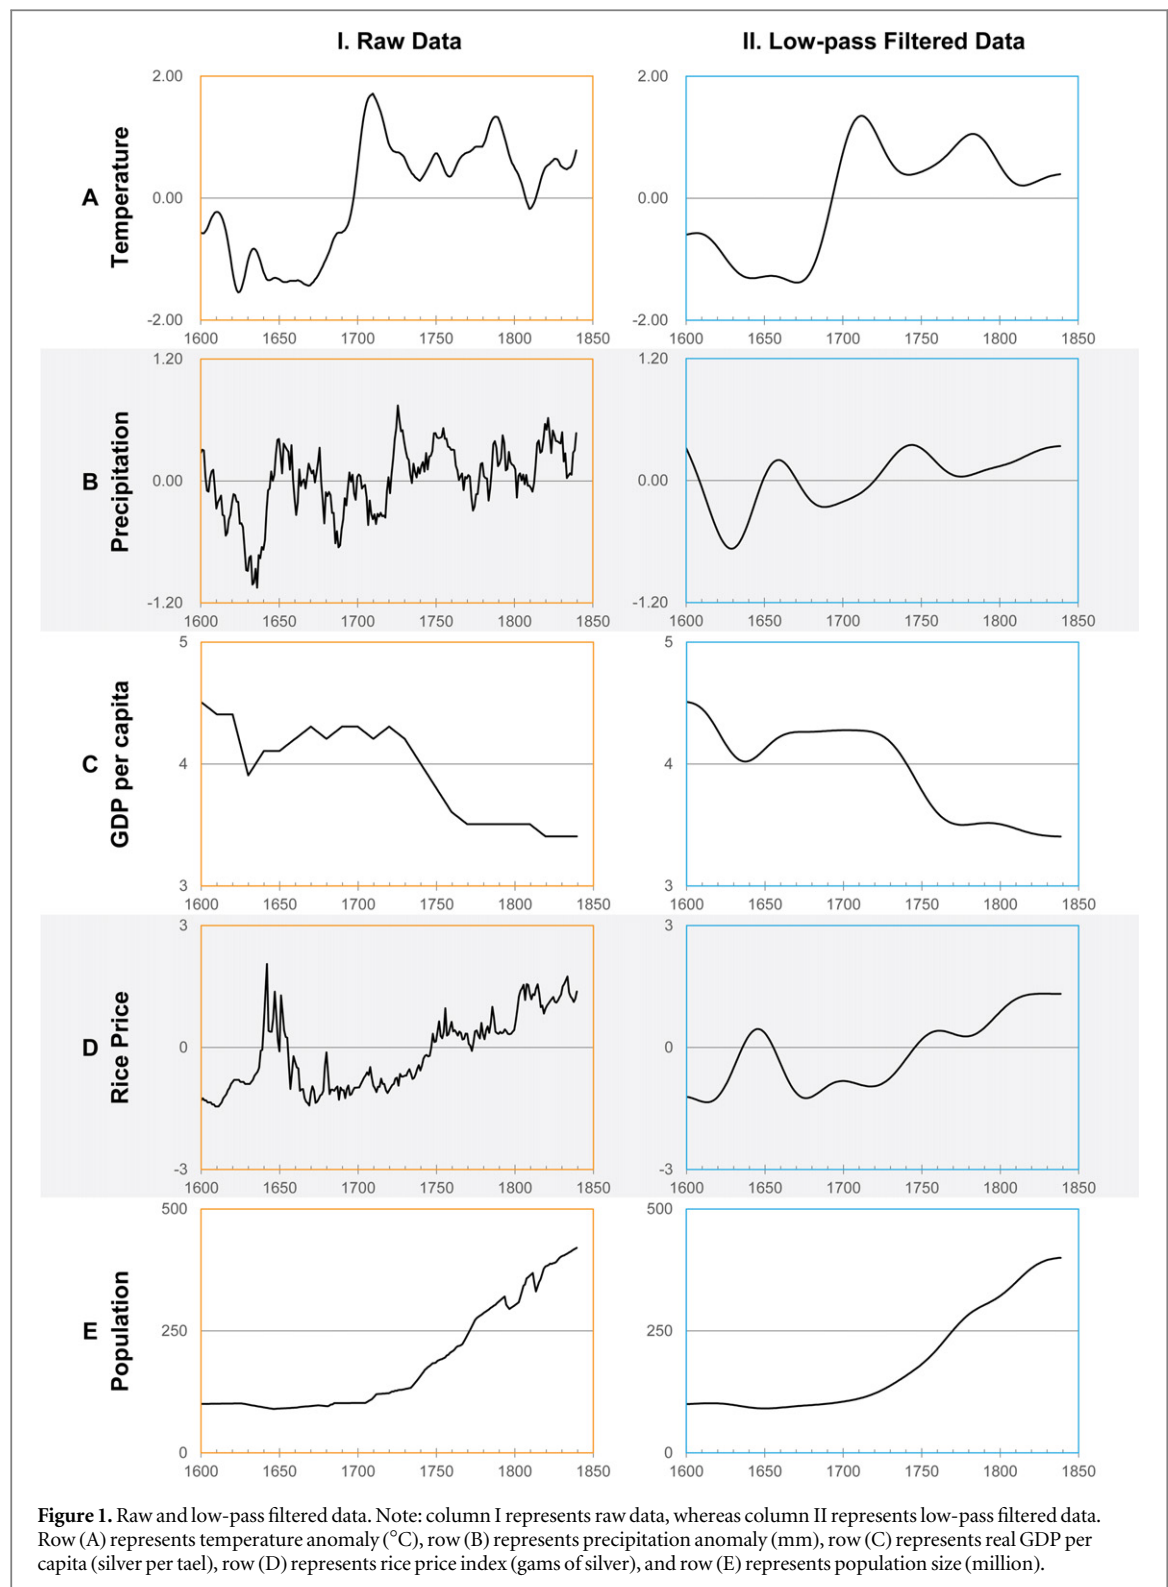 I. Raw Data
II. Low-pass Filtered Data
A
Temperature
2.00
0.00
-2.00
1600 1650 1700 1750 1800 1850
2.00
0.00
-2.00
1600 1650 1700 1750 1800 1850
B
Precipitation
1.20
0.00
-1.20
1600 1650 1700 1750 1800 1850
1.20
0.00
-1.20
1600 1650 1700 1750 1800 1850
C
GDP per capita
5
4
3
1600 1650 1700 1750 1800 1850
5
4
3
1600 1650 1700 1750 1800 1850
D
Rice Price
3
0
-3
1600 1650 1700 1750 1800 1850
3
0
-3
1600 1650 1700 1750 1800 1850
E
Population
500
250
0
1600 1650 1700 1750 1800 1850
500
250
0
1600 1650 1700 1750 1800 1850
Figure 1. Raw and low-pass filtered data. Note: column I represents raw data, whereas column II represents low-pass filtered data.
Row (A) represents temperature anomaly (°C), row (B) represents precipitation anomaly (mm), row (C) represents real GDP per
capita (silver per tael), row (D) represents rice price index (gams of silver), and row (E) represents population size (million).